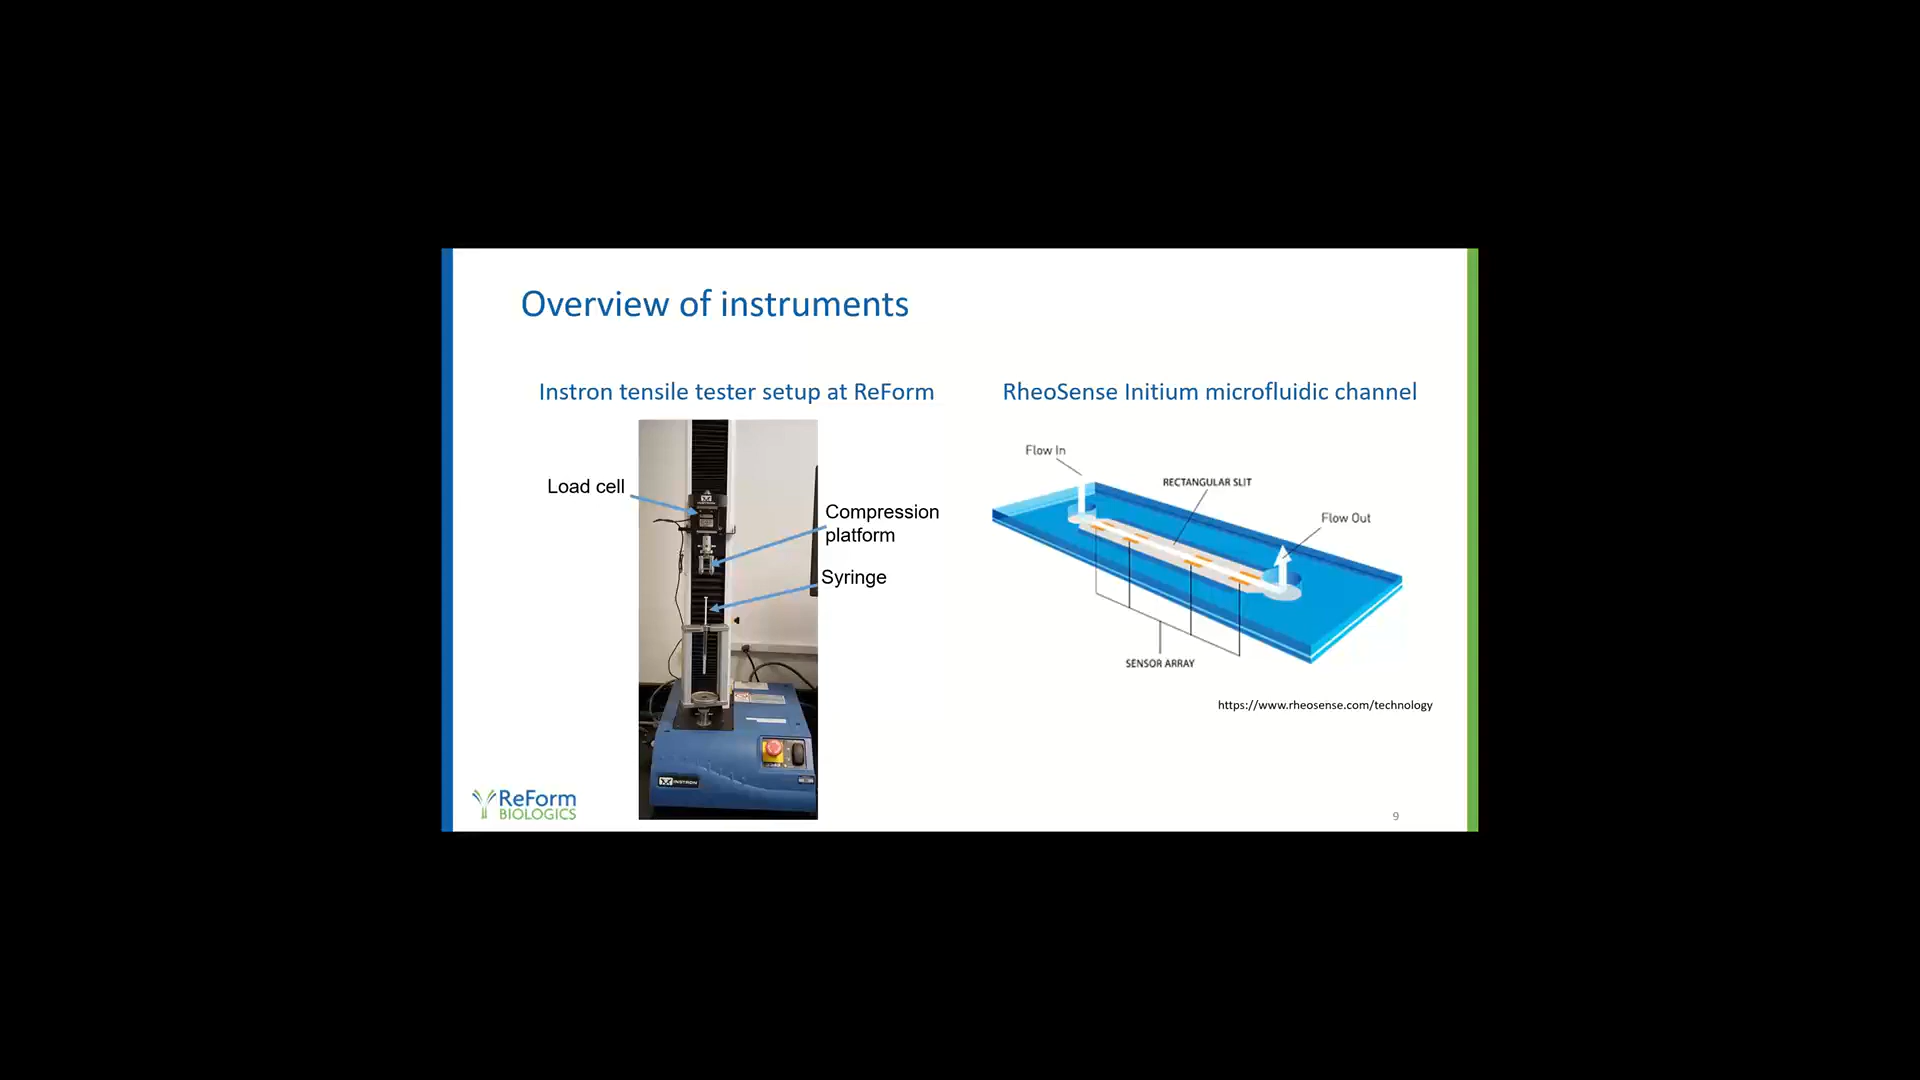 Overview of instruments
Instron tensile tester setup at ReForm
Load cell
Compression
platform
Syringe
INSTRON
RheoSense Initium microfluidic channel
Flow In
RECTANGULAR SLIT
Flow Out
SENSOR ARRAY
https://www.rheosense.com/technology
ReForm
BIOLOGICS
9